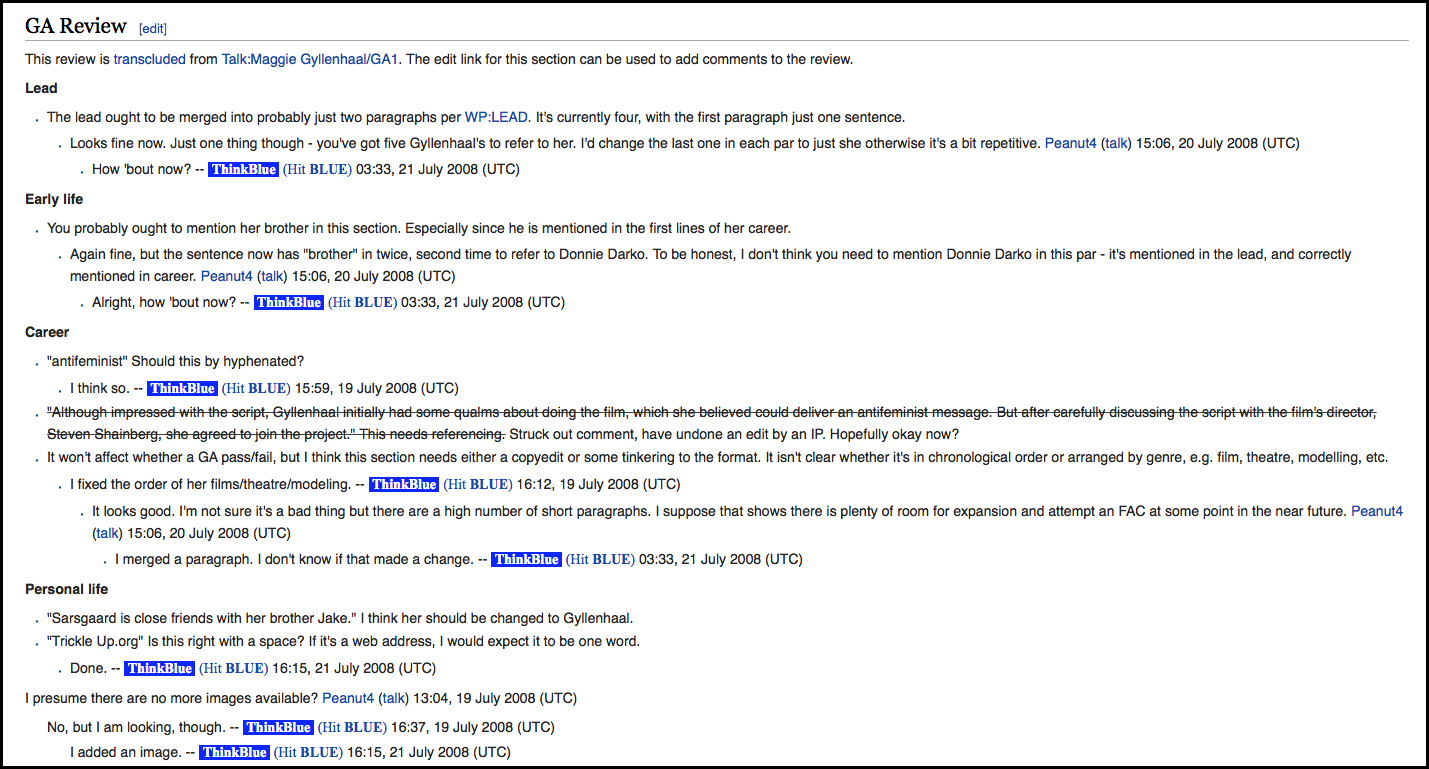 GA Review [edit]
This review is transcluded from Talk:Maggie Gyllenhaal/GA1. The edit link for this section can be used to add comments to the review.
Lead
The lead ought to be merged into probably just two paragraphs per WP:LEAD. It's currently four, with the first paragraph just one sentence.
Looks fine now. Just one thing though - you've got five Gyllenhaal's to refer to her. I'd change the last one in each par to just she otherwise it's a bit repetitive. Peanut4 (talk) 15:06, 20 July 2008 (UTC)
How 'bout now? -- ThinkBlue (Hit BLUE) 03:33, 21 July 2008 (UTC)
Early life
You probably ought to mention her brother in this section. Especially since he is mentioned in the first lines of her career.
Again fine, but the sentence now has "brother" in twice, second time to refer to Donnie Darko. To be honest, I don't think you need to mention Donnie Darko in this par - it's mentioned in the lead, and correctly
mentioned in career. Peanut4 (talk) 15:06, 20 July 2008 (UTC)
Alright, how 'bout now? -- ThinkBlue (Hit BLUE) 03:33, 21 July 2008 (UTC)
Career
"antifeminist" Should this by hyphenated?
I think so. -- ThinkBlue (Hit BLUE) 15:59, 19 July 2008 (UTC)
"Although impressed with the script, Gyllenhaal initially had some qualms about doing the film, which she believed could deliver an antifeminist message. But after carefully discussing the script with the film's director,
Steven Shainberg, she agreed to join the project." This needs referencing. Struck out comment, have undone an edit by an IP. Hopefully okay now?
It won't affect whether a GA pass/fail, but I think this section needs either a copyedit or some tinkering to the format. It isn't clear whether it's in chronological order or arranged by genre, e.g. film, theatre, modelling, etc.
I fixed the order of her films/theatre/modeling. -- ThinkBlue (Hit BLUE) 16:12, 19 July 2008 (UTC)
It looks good. I'm not sure it's a bad thing but there are a high number of short paragraphs. I suppose that shows there is plenty of room for expansion and attempt an FAC at some point in the near future. Peanut4
(talk) 15:06, 20 July 2008 (UTC)
I merged a paragraph. I don't know if that made a change. -- ThinkBlue (Hit BLUE) 03:33, 21 July 2008 (UTC)
Personal life
"Sarsgaard is close friends with her brother Jake." I think her should be changed to Gyllenhaal.
"Trickle Up.org" Is this right with a space? If it's a web address, I would expect it to be one word.
Done. -- ThinkBlue (Hit BLUE) 16:15, 21 July 2008 (UTC)
I presume there are no more images available? Peanut4 (talk) 13:04, 19 July 2008 (UTC)
No, but I am looking, though. -- ThinkBlue (Hit BLUE) 16:37, 19 July 2008 (UTC)
I added an image. -- ThinkBlue (Hit BLUE) 16:15, 21 July 2008 (UTC)